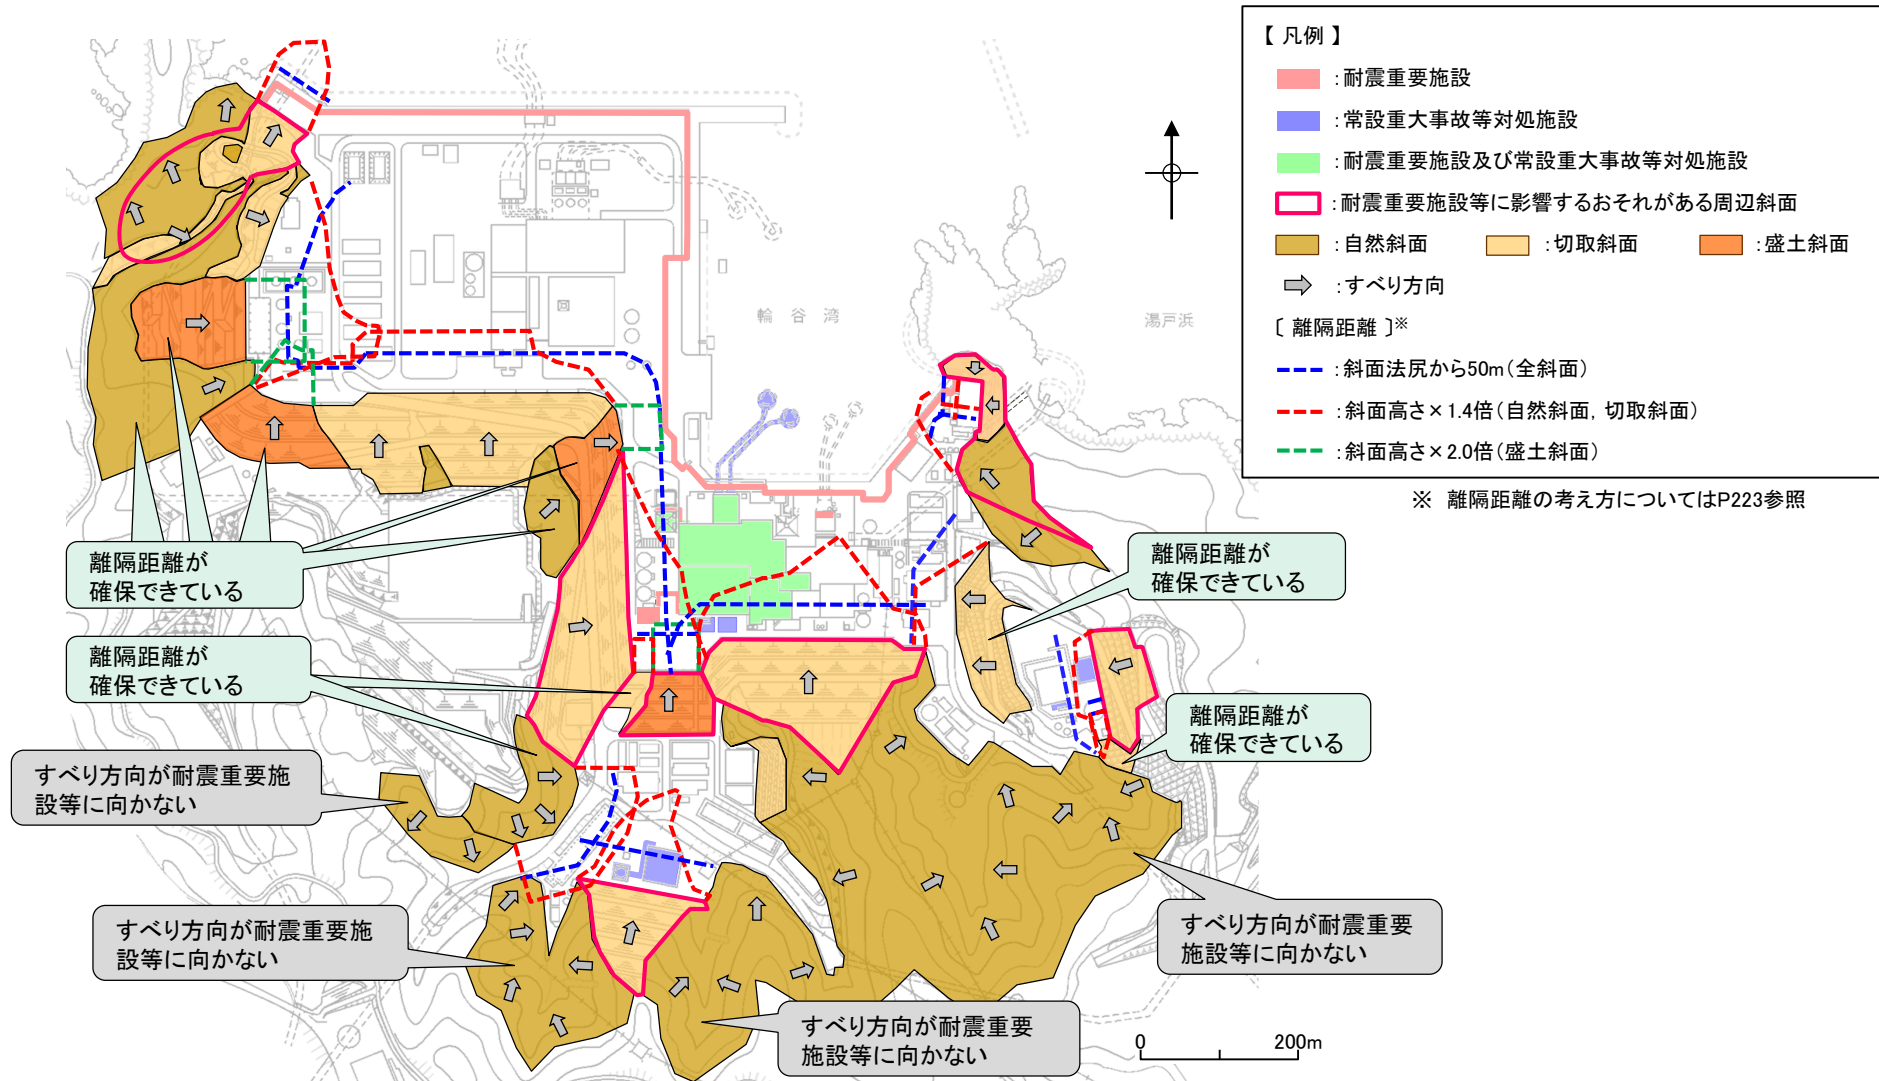 【 凡例 】
：耐震重要施設
：常設重大事故等対処施設
：耐震重要施設及び常設重大事故等対処施設
：耐震重要施設等に影響するおそれがある周辺斜面
：自然斜面
：切取斜面
：盛土斜面
：すべり方向
〔 離隔距離 〕※
：斜面法尻から50m（全斜面）
：斜面高さ×1.4倍（自然斜面，切取斜面）
：斜面高さ×2.0倍（盛土斜面）
※ 離隔距離の考え方についてはP223参照
輪谷湾
湯戸浜
離隔距離が
確保できている
離隔距離が
確保できている
離隔距離が
確保できている
離隔距離が
確保できている
すべり方向が耐震重要施
設等に向かない
すべり方向が耐震重要施
設等に向かない
すべり方向が耐震重要
施設等に向かない
すべり方向が耐震重要
施設等に向かない
0
200m